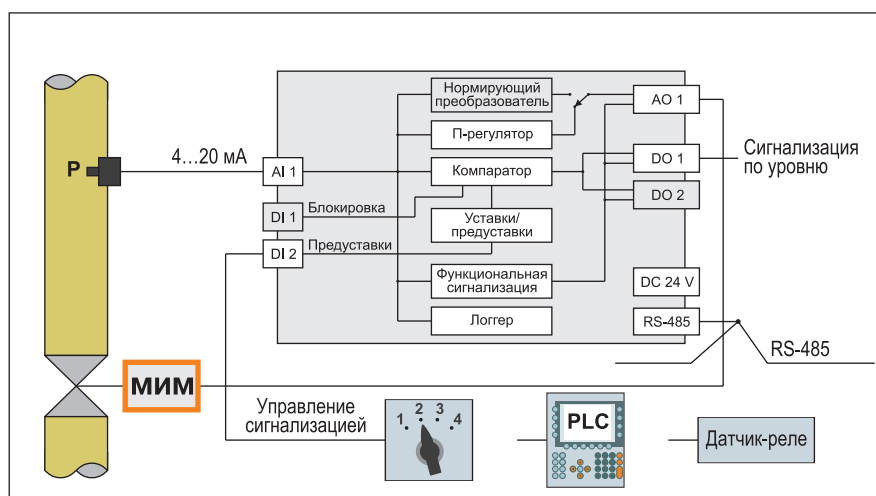 Нормирующий
преобразователь
АО 1
П-регулятор
4...20 мА
P
AI 1
Компаратор
DO 1
Сигнализация
по уровню
DI 1
Блокировка
DO 2
Уставки/
предуставки
DI 2
Предуставки
Функциональная
сигнализация
DC 24 V
Логгер
RS-485
RS-485
МИМ
Управление
сигнализацией
1 2 3 4
PLC
Датчик-реле